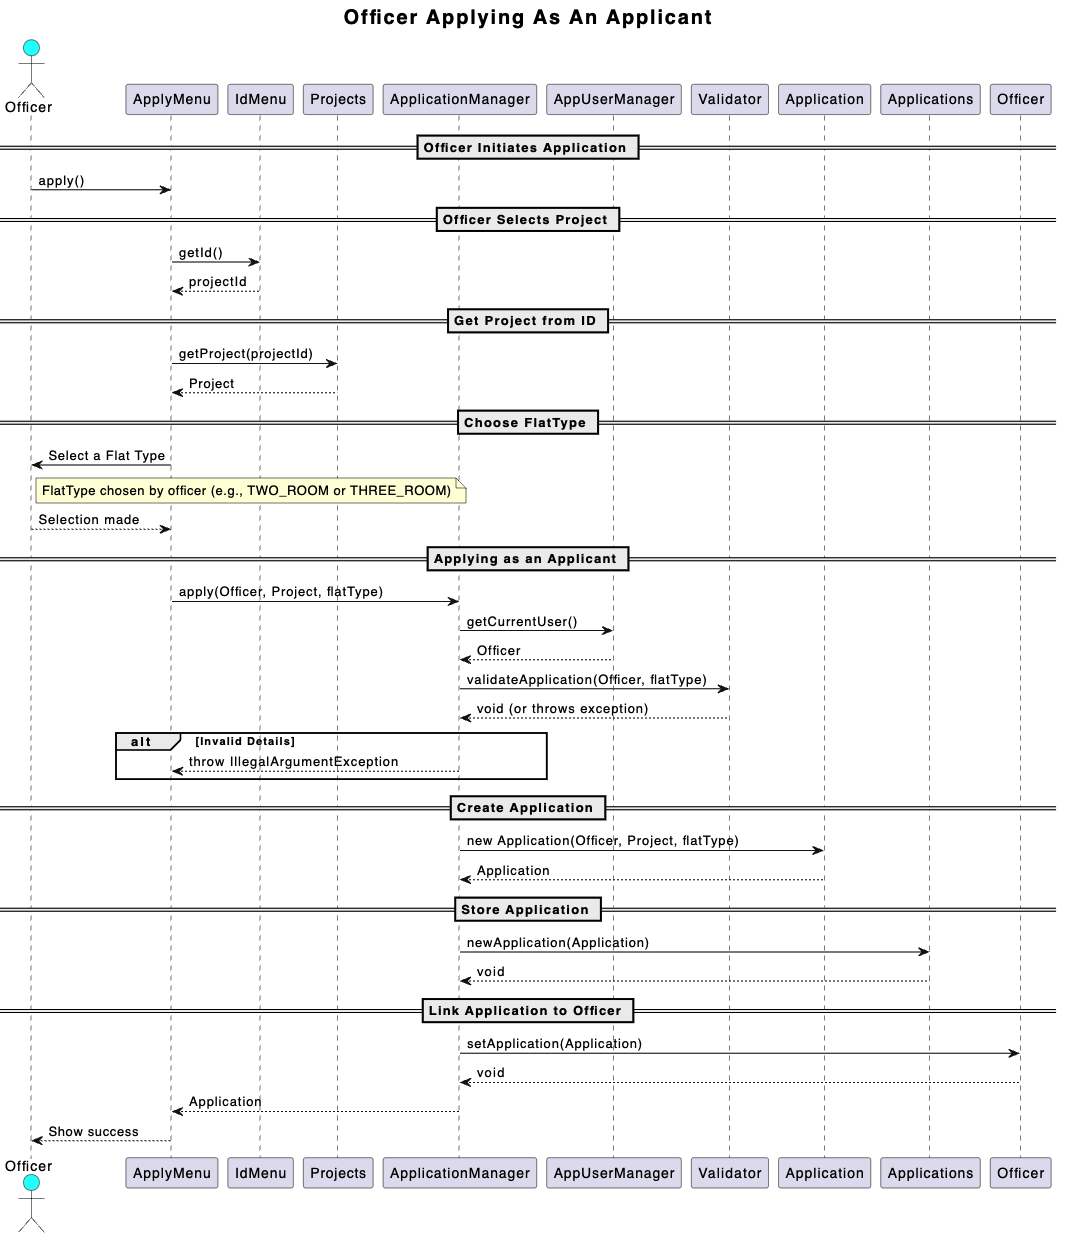 Officer Applying As An Applicant
Officer
ApplyMenu
IdMenu
Projects
ApplicationManager
AppUserManager
Validator
Application
Applications
Officer
Officer Initiates Application
apply()
Officer Selects Project
getId()
projectId
Get Project from ID
getProject(projectId)
Project
Choose FlatType
Select a Flat Type
FlatType chosen by officer (e.g., TWO_ROOM or THREE_ROOM)
Selection made
Applying as an Applicant
apply(Officer, Project, flatType)
getCurrentUser()
Officer
validateApplication(Officer, flatType)
void (or throws exception)
alt
[Invalid Details]
throw IllegalArgumentException
Create Application
new Application(Officer, Project, flatType)
Application
Store Application
newApplication(Application)
void
Link Application to Officer
setApplication(Application)
void
Application
Show success
Officer
ApplyMenu
IdMenu
Projects
ApplicationManager
AppUserManager
Validator
Application
Applications
Officer